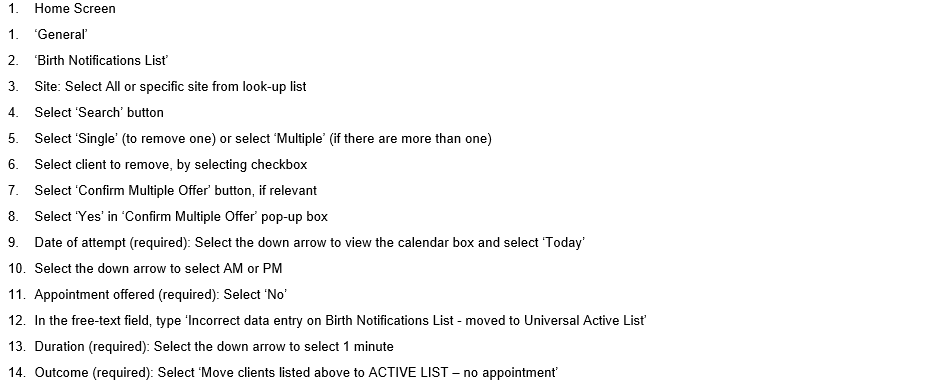 1. Home Screen
1. ‘General’
2. ‘Birth Notifications List’
3. Site: Select All or specific site from look-up list
4. Select ‘Search’ button
5. Select ‘Single’ (to remove one) or select ‘Multiple’ (if there are more than one)
6. Select client to remove, by selecting checkbox
7. Select ‘Confirm Multiple Offer’ button, if relevant
8. Select ‘Yes’ in ‘Confirm Multiple Offer’ pop-up box
9. Date of attempt (required): Select the down arrow to view the calendar box and select ‘Today’
10. Select the down arrow to select AM or PM
11. Appointment offered (required): Select ‘No’
12. In the free-text field, type ‘Incorrect data entry on Birth Notifications List - moved to Universal Active List’
13. Duration (required): Select the down arrow to select 1 minute
14. Outcome (required): Select ‘Move clients listed above to ACTIVE LIST – no appointment’